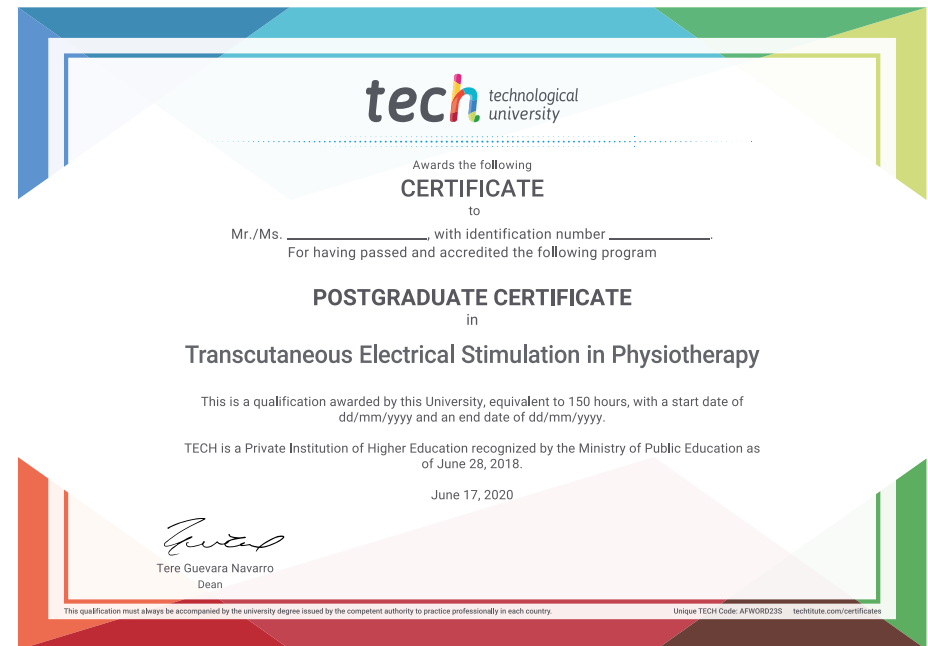 tech technological
university
Awards the following
CERTIFICATE
to
Mr./Ms. ____________________, with identification number ______________.
For having passed and accredited the following program
POSTGRADUATE CERTIFICATE
in
Transcutaneous Electrical Stimulation in Physiotherapy
This is a qualification awarded by this University, equivalent to 150 hours, with a start date of
dd/mm/yyyy and an end date of dd/mm/yyyy.
TECH is a Private Institution of Higher Education recognized by the Ministry of Public Education as
of June 28, 2018.
June 17, 2020
Tere Guevara Navarro
Dean
This qualification must always be accompanied by the university degree issued by the competent authority to practice professionally in each country. Unique TECH Code: AFWORD23S techtitute.com/certificates